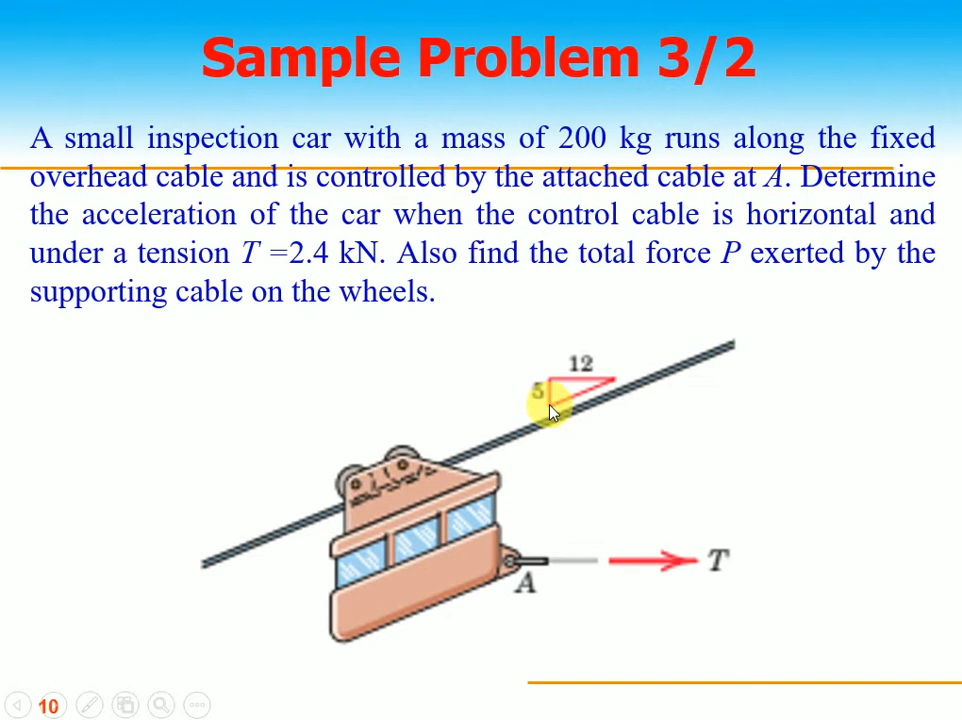 Sample Problem 3/2
A small inspection car with a mass of 200 kg runs along the fixed
overhead cable and is controlled by the attached cable at A. Determine
the acceleration of the car when the control cable is horizontal and
under a tension T =2.4 kN. Also find the total force P exerted by the
supporting cable on the wheels.
12
5
T
A
10